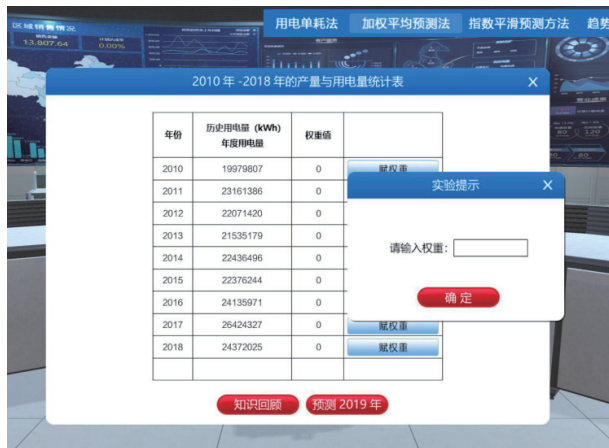 区域销售情况
13,807.64
0.00%
用电单耗法 加权平均预测法 指数平滑预测方法 趋势
2010 年 -2018 年的产量与用电量统计表 X
年份 历史用电量（kWh） 权重值
年度用电量
2010 19979807 0 赋权重
2011 23161386 0
2012 22071420 0
2013 21535179 0
2014 22436496 0
2015 22376244 0
2016 24135971 0
2017 26424327 0 赋权重
2018 24372025 0 赋权重
实验提示 X
请输入权重：
确 定
知识回顾 预测 2019 年
80
120
80